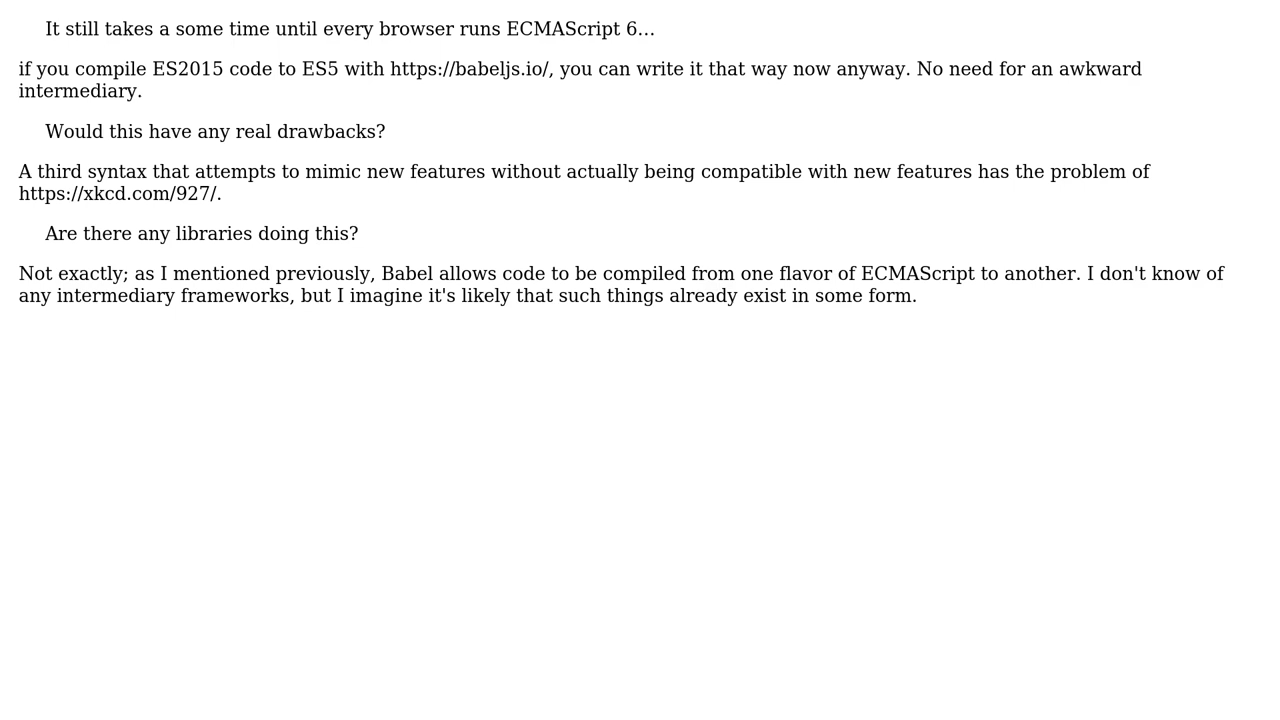 It still takes a some time until every browser runs ECMAScript 6…
if you compile ES2015 code to ES5 with https://babeljs.io/, you can write it that way now anyway. No need for an awkward
intermediary.
Would this have any real drawbacks?
A third syntax that attempts to mimic new features without actually being compatible with new features has the problem of
https://xkcd.com/927/.
Are there any libraries doing this?
Not exactly; as I mentioned previously, Babel allows code to be compiled from one flavor of ECMAScript to another. I don't know of
any intermediary frameworks, but I imagine it's likely that such things already exist in some form.